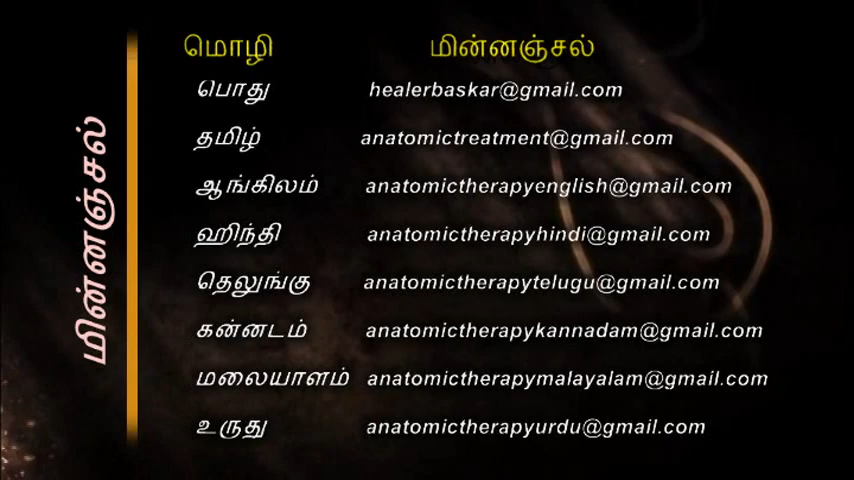 மின்னஞ்சல்
மொழி மின்னஞ்சல்
பொது healerbaskar@gmail.com
தமிழ் anatomictreatment@gmail.com
ஆங்கிலம் anatomictherapyenglish@gmail.com
ஹிந்தி anatomictherapyhindi@gmail.com
தெலுங்கு anatomictherapytelugu@gmail.com
கன்னடம் anatomictherapykannadam@gmail.com
மலையாளம் anatomictherapymalayalam@gmail.com
உருது anatomictherapyurdu@gmail.com